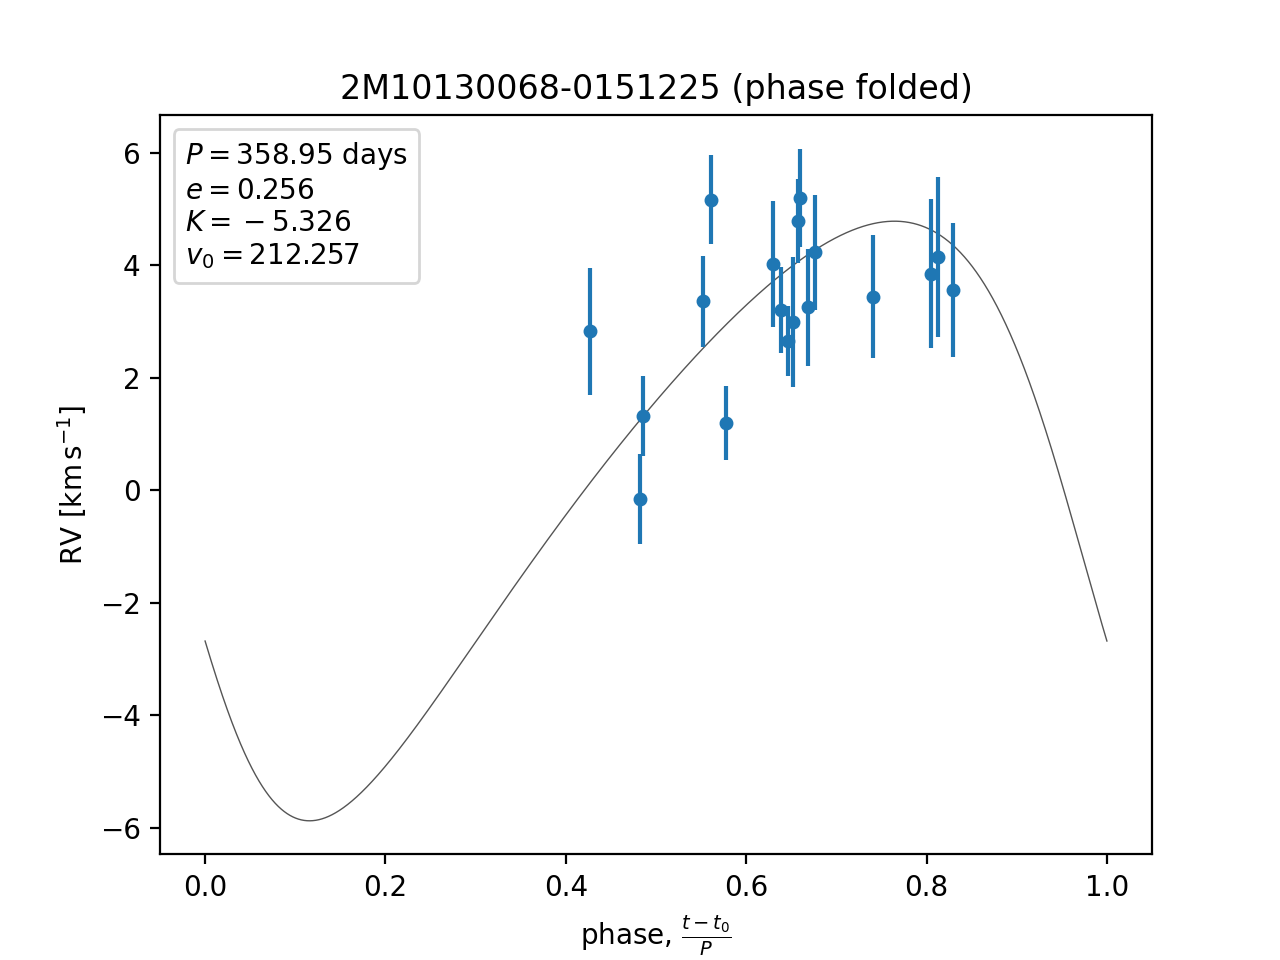 2M10130068-0151225 (phase folded)
P = 358.95 days
e = 0.256
K = −5.326
v₀ = 212.257
RV [km s⁻¹]
6
4
2
0
−2
−4
−6
0.0 0.2 0.4 0.6 0.8 1.0
phase, (t − t₀)/P